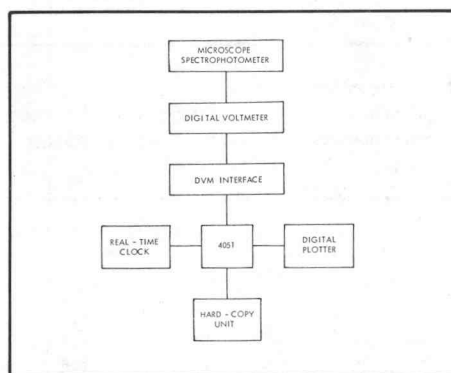 MICROSCOPE
SPECTROPHOTOMETER
DIGITAL VOLTMETER
DVM INTERFACE
REAL - TIME
CLOCK
4051
DIGITAL
PLOTTER
HARD - COPY
UNIT